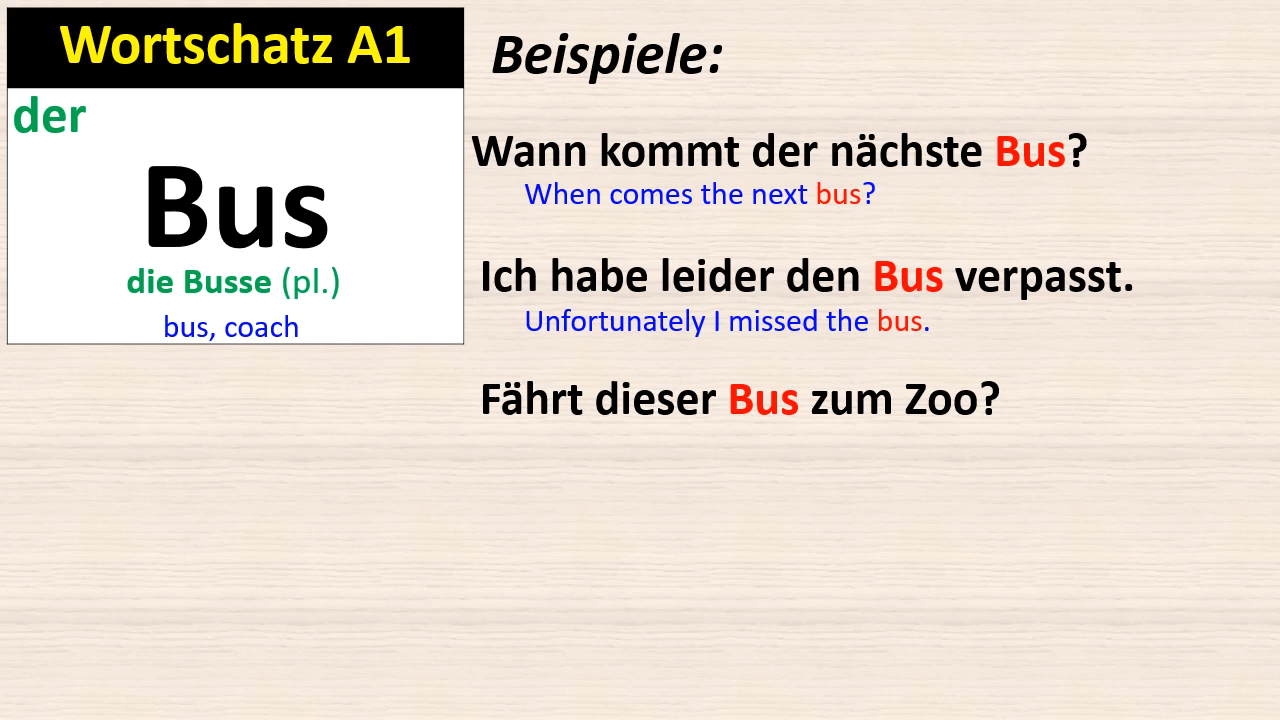 Wortschatz A1
der
Bus
die Busse (pl.)
bus, coach
Beispiele:
Wann kommt der nächste Bus?
When comes the next bus?
Ich habe leider den Bus verpasst.
Unfortunately I missed the bus.
Fährt dieser Bus zum Zoo?